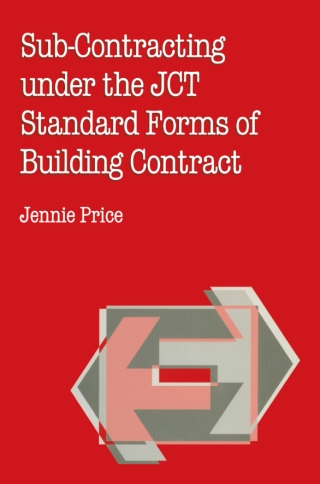 Sub-Contracting
under the JCT
Standard Forms of
Building Contract
Jennie Price